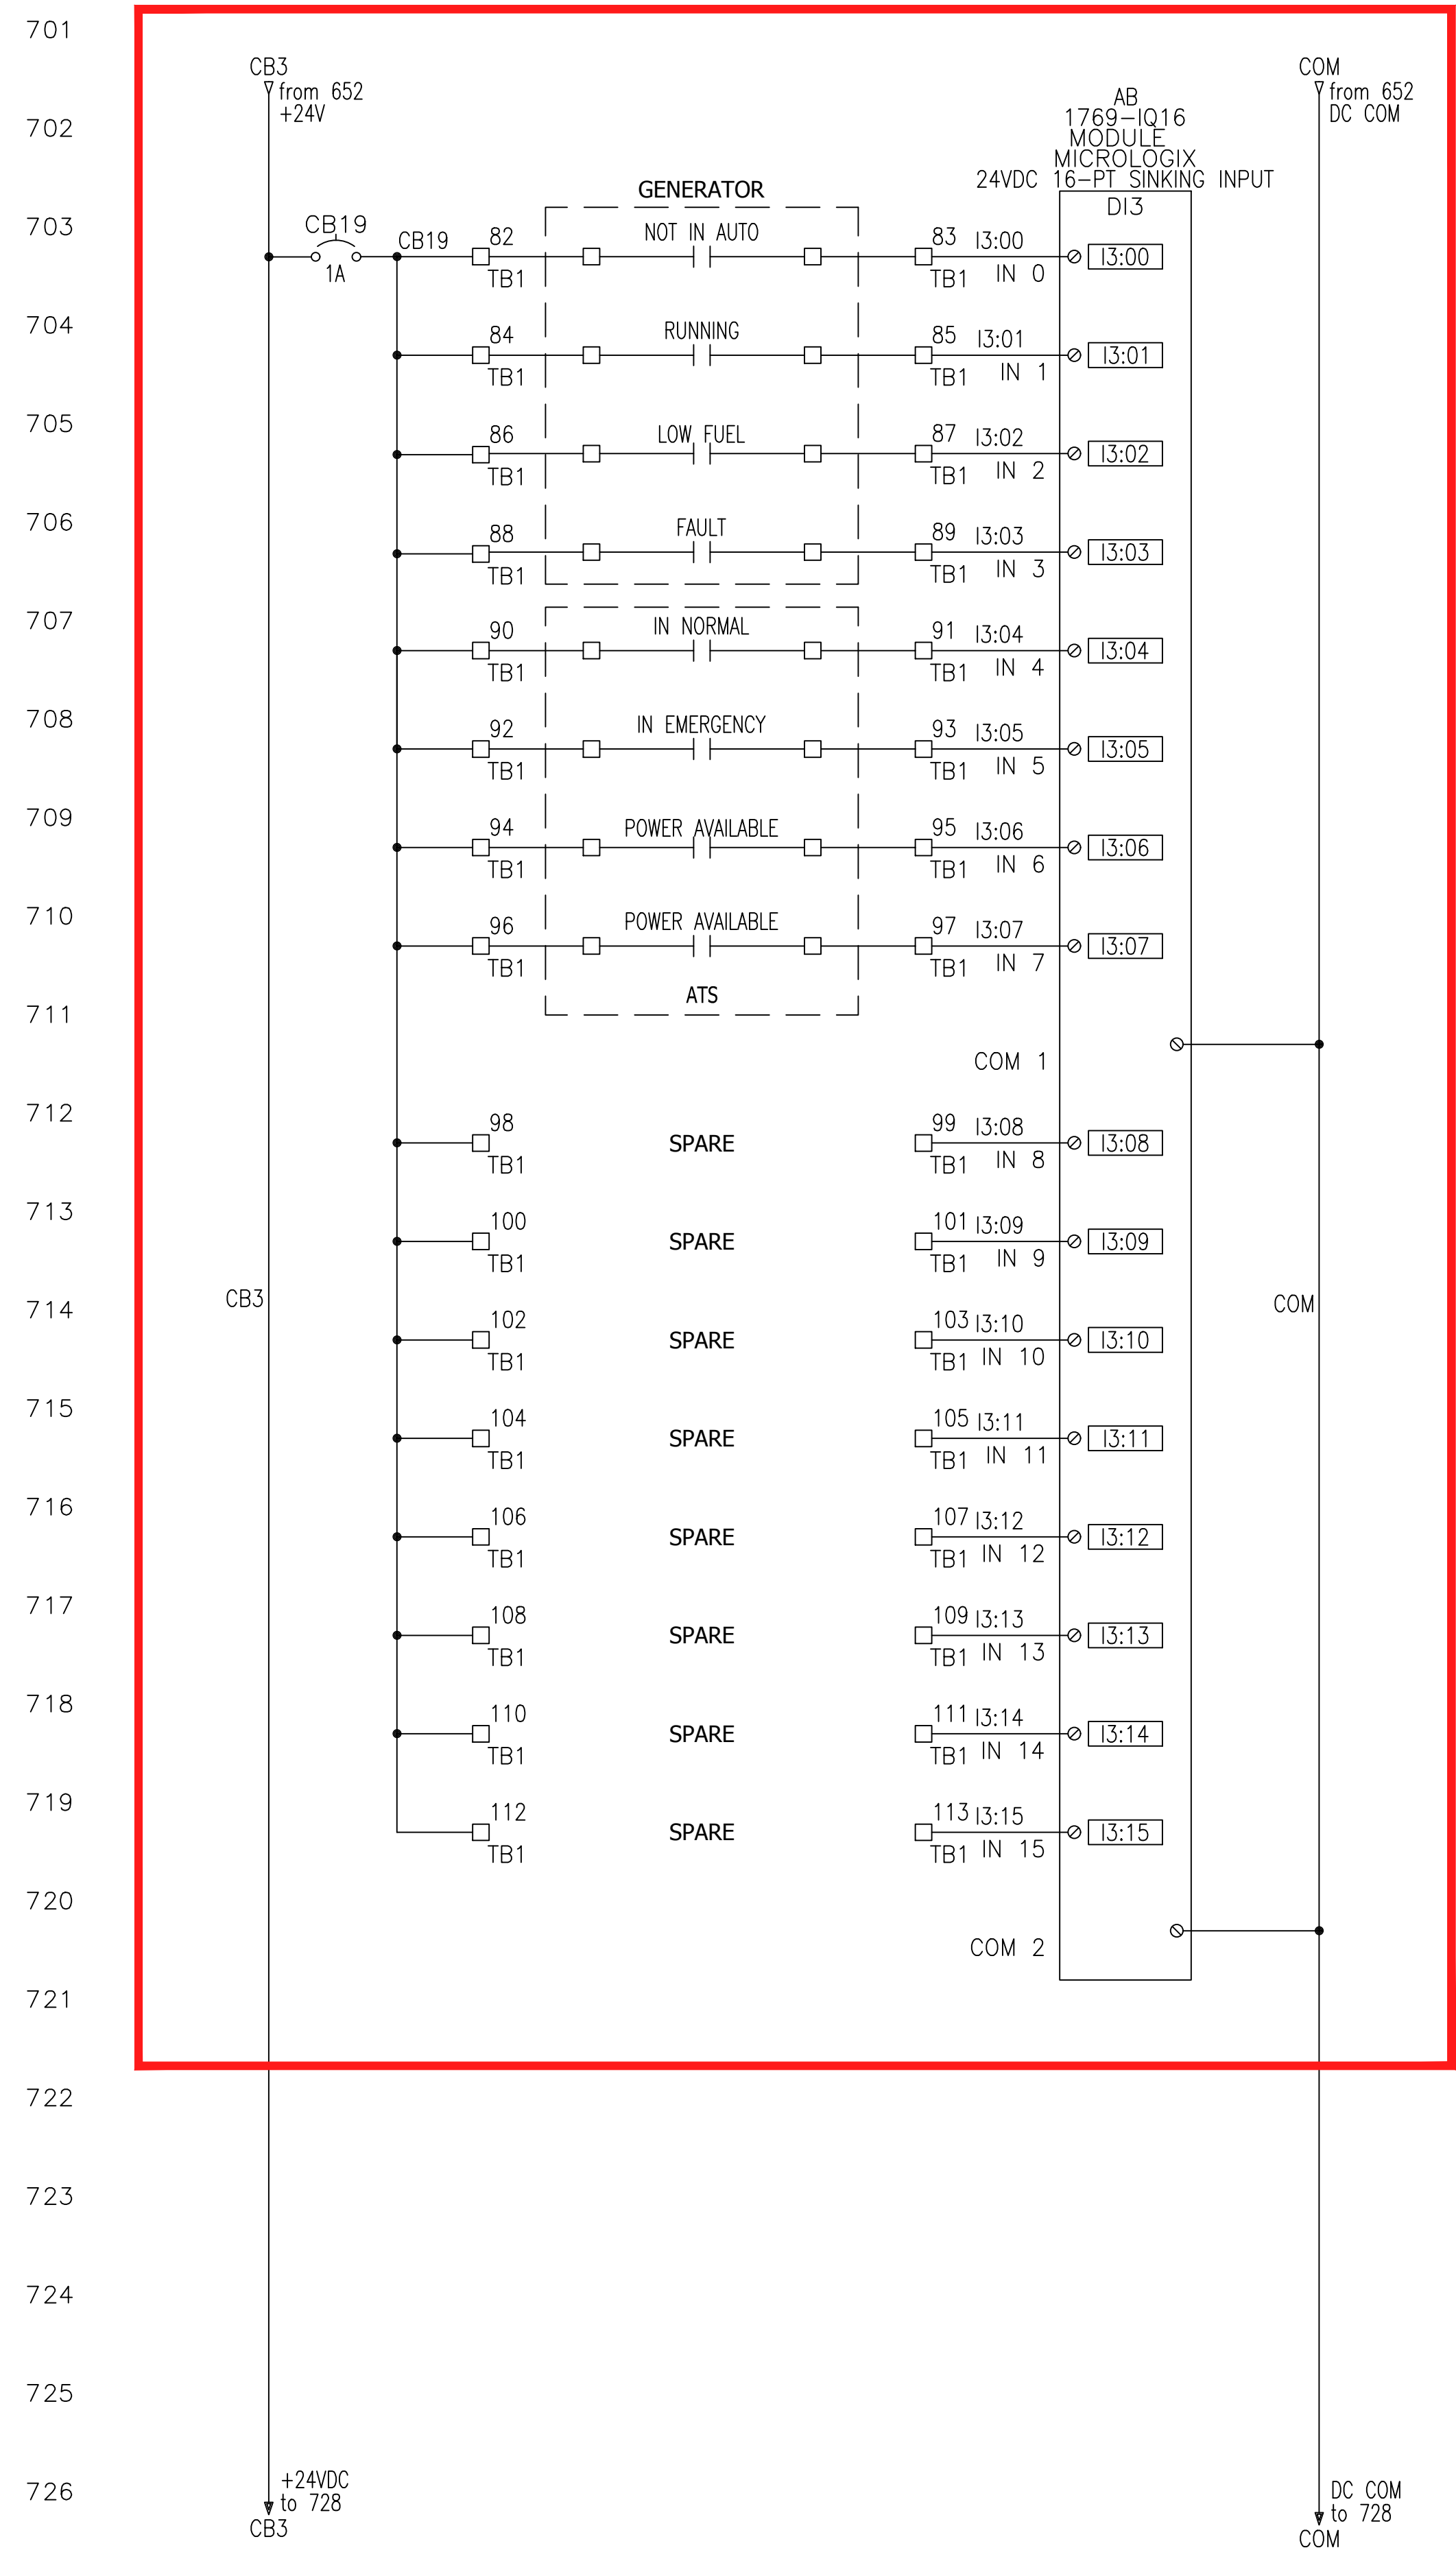 701
CB3
from 652
+24V
COM
from 652
DC COM
702
AB
1769-IQ16
MODULE
MICROLOGIX
24VDC 16-PT SINKING INPUT
DI3
GENERATOR
703
CB19
1A
CB19
82
TB1
NOT IN AUTO
83
TB1
I3:00
IN 0
I3:00
704
84
TB1
RUNNING
85
TB1
I3:01
IN 1
I3:01
705
86
TB1
LOW FUEL
87
TB1
I3:02
IN 2
I3:02
706
88
TB1
FAULT
89
TB1
I3:03
IN 3
I3:03
707
90
TB1
IN NORMAL
91
TB1
I3:04
IN 4
I3:04
708
92
TB1
IN EMERGENCY
93
TB1
I3:05
IN 5
I3:05
709
94
TB1
POWER AVAILABLE
95
TB1
I3:06
IN 6
I3:06
710
96
TB1
POWER AVAILABLE
97
TB1
I3:07
IN 7
I3:07
ATS
711
COM 1
712
98
TB1
SPARE
99
TB1
I3:08
IN 8
I3:08
713
100
TB1
SPARE
101
TB1
I3:09
IN 9
I3:09
CB3
COM
714
102
TB1
SPARE
103
TB1
I3:10
IN 10
I3:10
715
104
TB1
SPARE
105
TB1
I3:11
IN 11
I3:11
716
106
TB1
SPARE
107
TB1
I3:12
IN 12
I3:12
717
108
TB1
SPARE
109
TB1
I3:13
IN 13
I3:13
718
110
TB1
SPARE
111
TB1
I3:14
IN 14
I3:14
719
112
TB1
SPARE
113
TB1
I3:15
IN 15
I3:15
720
COM 2
721
722
723
724
725
726
+24VDC
to 728
CB3
DC COM
to 728
COM